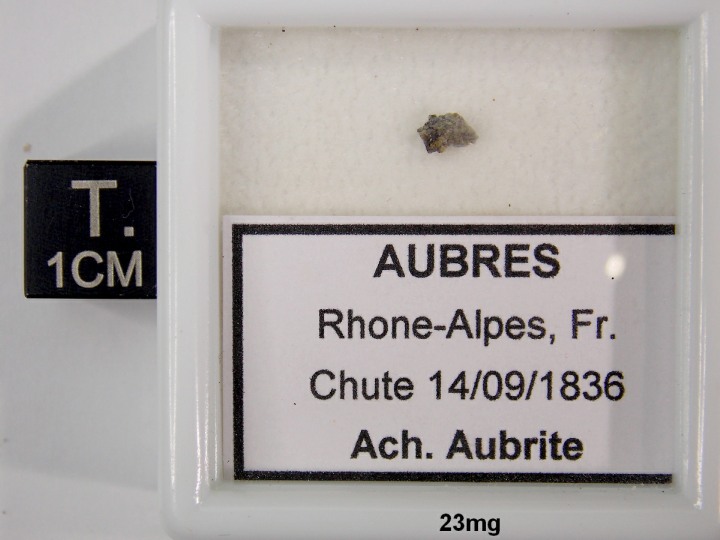 T.
1CM
AUBRES
Rhone-Alpes, Fr.
Chute 14/09/1836
Ach. Aubrite
23mg